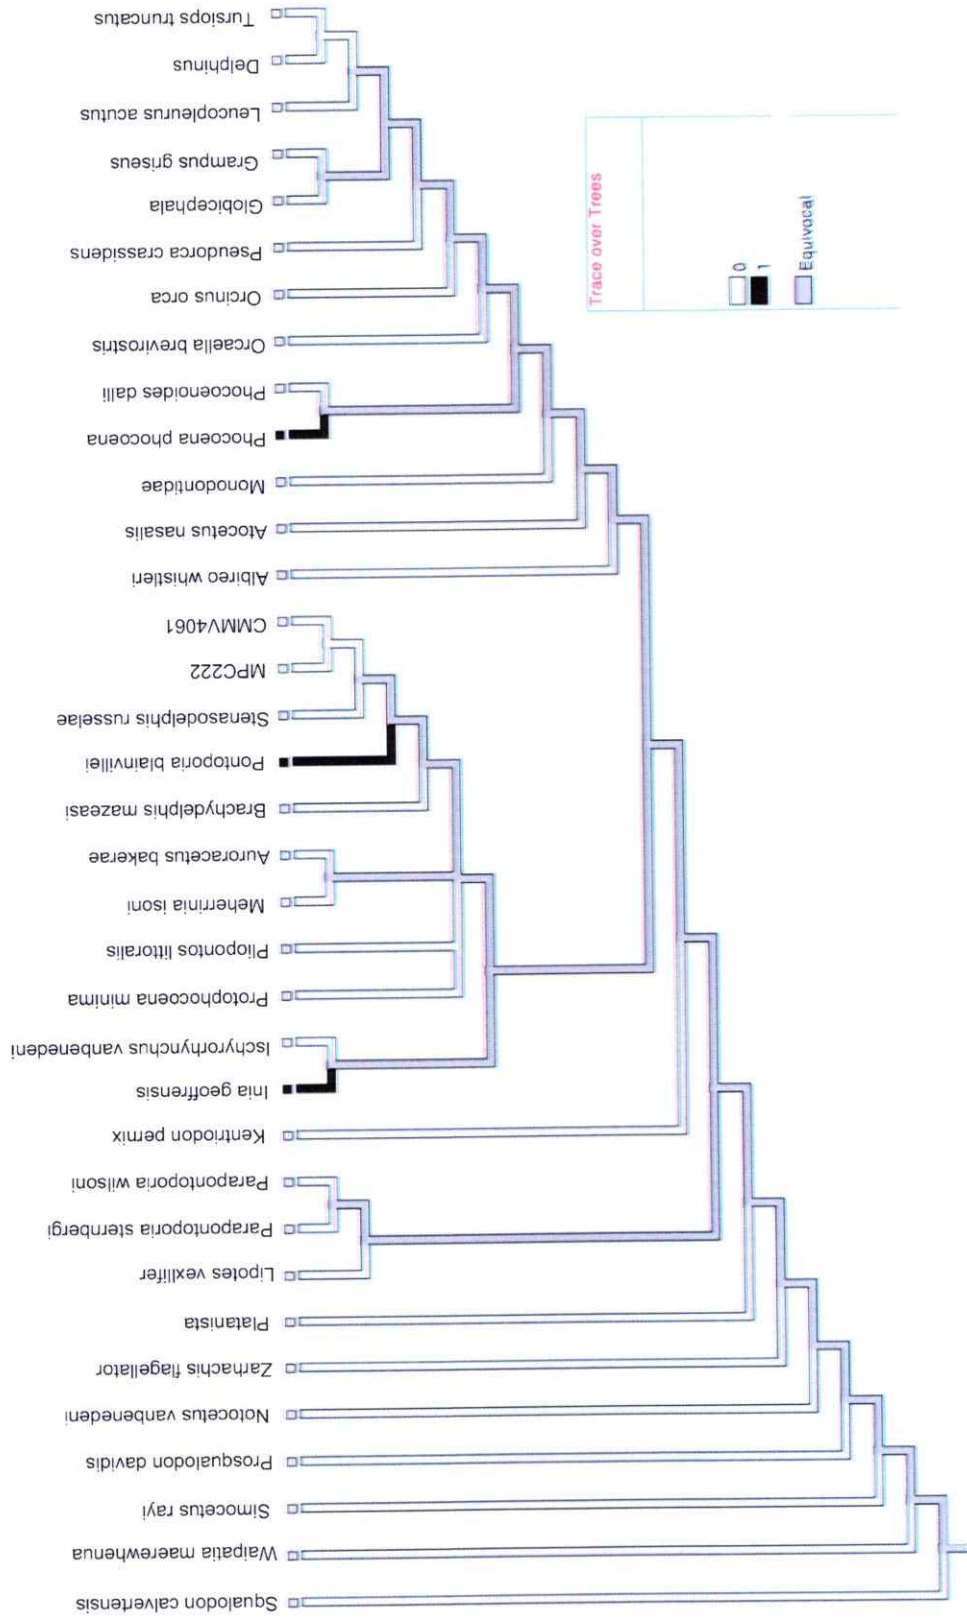 Tursiops truncatus
Delphinus
Leucopleurus acutus
Grampus griseus
Globicephala
Pseudorca crassidens
Orcinus orca
Orcaella brevirostris
Phocoenoides dalli
Phocoena phocoena
Monodontidae
Atocetus nasalis
Albireo whistleri
CMMV4061
MPC222
Stenasodelphis russelae
Pontoporia blainvillei
Brachydelphis mazeasi
Auroracetus bakerae
Meherrinia isoni
Pliopontos littoralis
Protophocoena minima
Ischyrorhynchus vanbenedeni
Inia geoffrensis
Kentriodon pernix
Parapontoporia wilsoni
Parapontoporia sternbergi
Lipotes vexillifer
Platanista
Zarhachis flagellator
Notocetus vanbenedeni
Prosqualodon davidis
Simocetus rayi
Waipatia maerewhenua
Squalodon calvertensis
Trace over Trees
0
1
Equivocal